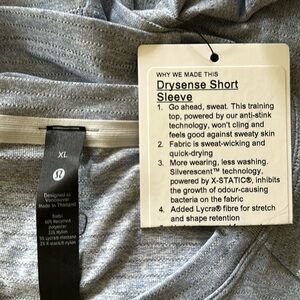 WHY WE MADE THIS
Drysense Short
Sleeve
1. Go ahead, sweat. This training
top, powered by our anti-stink
technology, won't cling and
feels good against sweaty skin
2. Fabric is sweat-wicking and
quick-drying
3. More wearing, less washing.
Silverescent™ technology,
powered by X-STATIC®, inhibits
the growth of odour-causing
bacteria on the fabric
4. Added Lycra® fibre for stretch
and shape retention
XL
Designed in
Vancouver
Made in Thailand
Body:
polyester